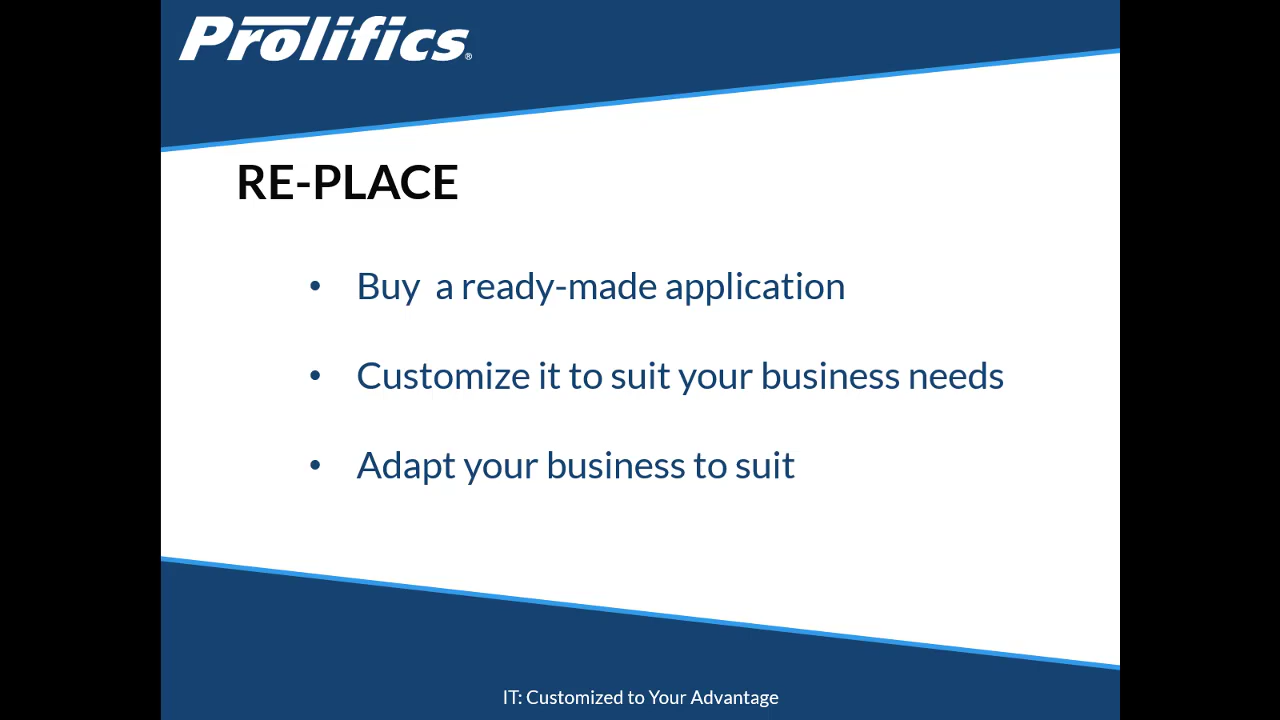 Prolifics®
RE-PLACE
• Buy a ready-made application
• Customize it to suit your business needs
• Adapt your business to suit
IT: Customized to Your Advantage